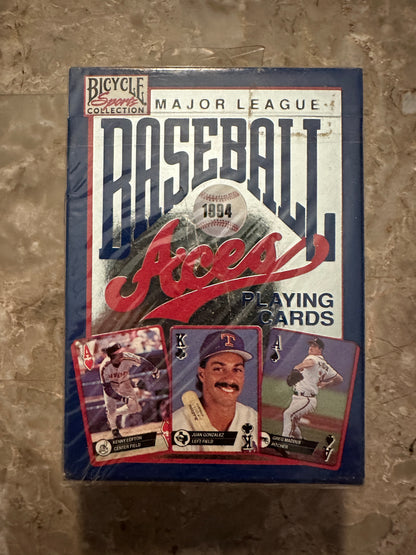 BICYCLE
Sports
COLLECTION
MAJOR LEAGUE
BASEBALL
1994
Aces
PLAYING
CARDS
A
KENNY LOFTON
CENTER FIELD
K
T
JUAN GONZALEZ
LEFT FIELD
A
GREG MADDUX
PITCHER